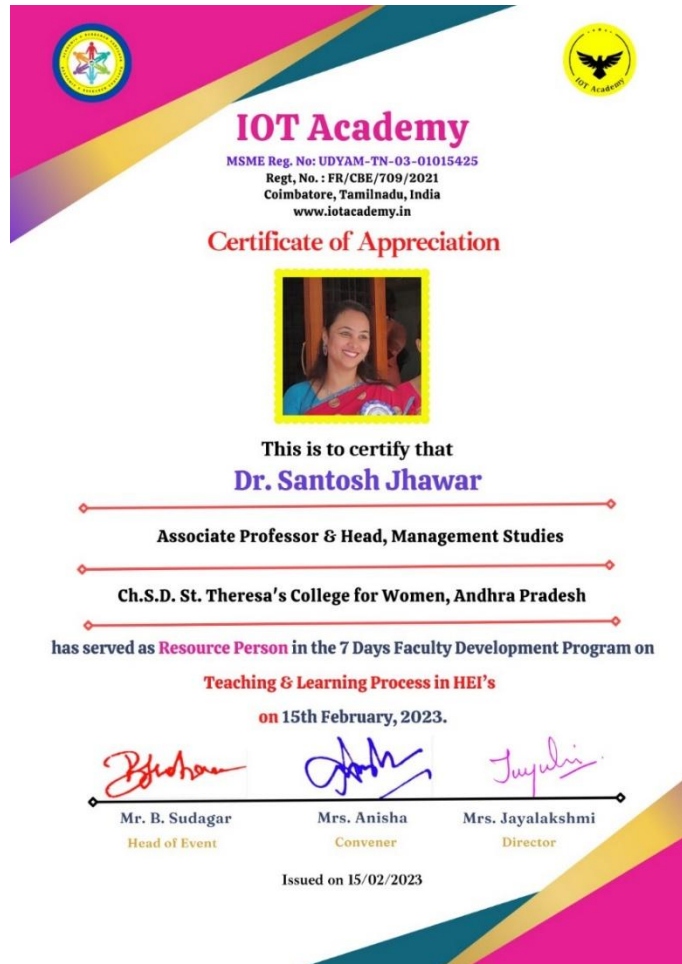 IOT Academy
MSME Reg. No: UDYAM-TN-03-01015425
Regt, No. : FR/CBE/709/2021
Coimbatore, Tamilnadu, India
www.iotacademy.in
Certificate of Appreciation
This is to certify that
Dr. Santosh Jhawar
Associate Professor & Head, Management Studies
Ch.S.D. St. Theresa's College for Women, Andhra Pradesh
has served as Resource Person in the 7 Days Faculty Development Program on
Teaching & Learning Process in HEI's
on 15th February, 2023.
Mr. B. Sudagar Mrs. Anisha Mrs. Jayalakshmi
Head of Event Convener Director
Issued on 15/02/2023
IOT Academy